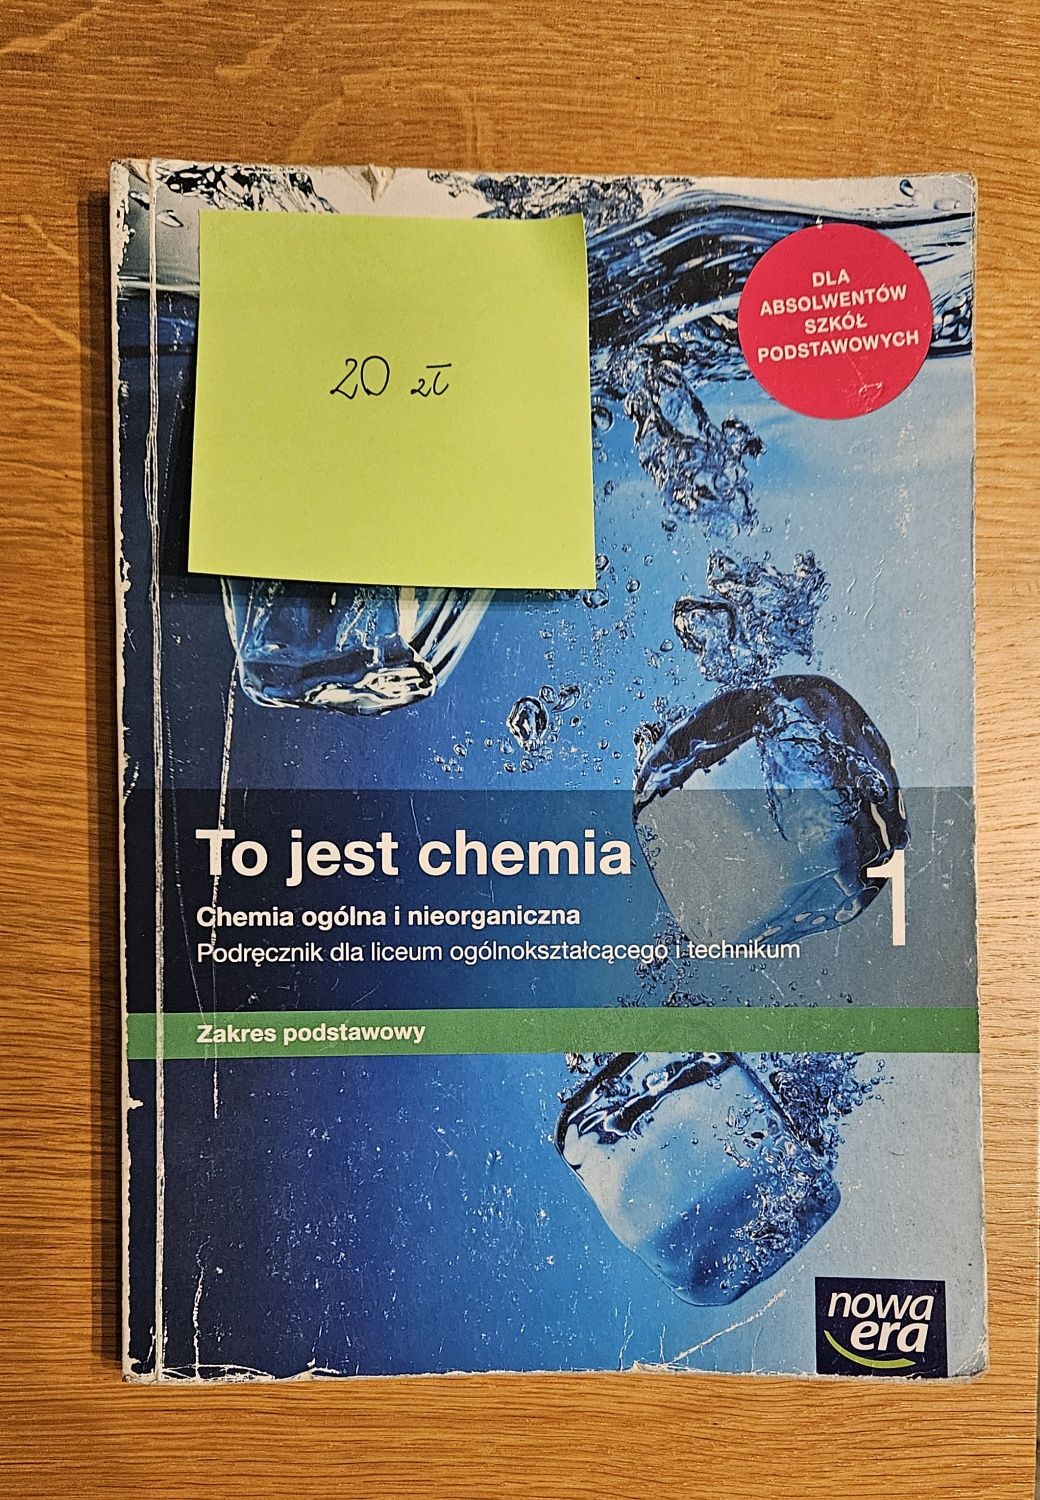 20 zł
DLA
ABSOLWENTÓW
SZKÓŁ
PODSTAWOWYCH
To jest chemia
1
Chemia ogólna i nieorganiczna
Podręcznik dla liceum ogólnokształcącego i technikum
Zakres podstawowy
nowa
era